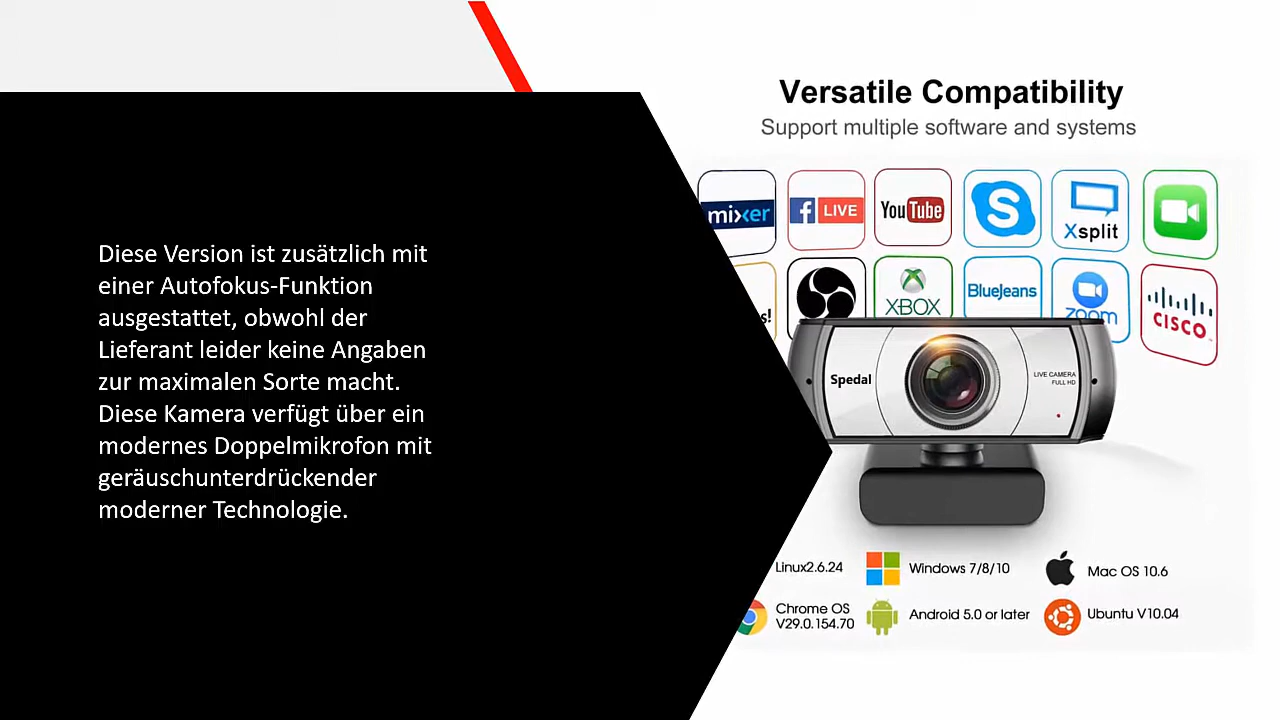 Versatile Compatibility
Support multiple software and systems
Diese Version ist zusätzlich mit
einer Autofokus-Funktion
ausgestattet, obwohl der
Lieferant leider keine Angaben
zur maximalen Sorte macht.
Diese Kamera verfügt über ein
modernes Doppelmikrofon mit
geräuschunterdrückender
moderner Technologie.
mixer
f LIVE
YouTube
S
Xsplit
s!
XBOX
BlueJeans
zoom
CISCO
Spedal
LIVE CAMERA
FULL HD
Linux2.6.24
Windows 7/8/10
Mac OS 10.6
Chrome OS
V29.0.154.70
Android 5.0 or later
Ubuntu V10.04